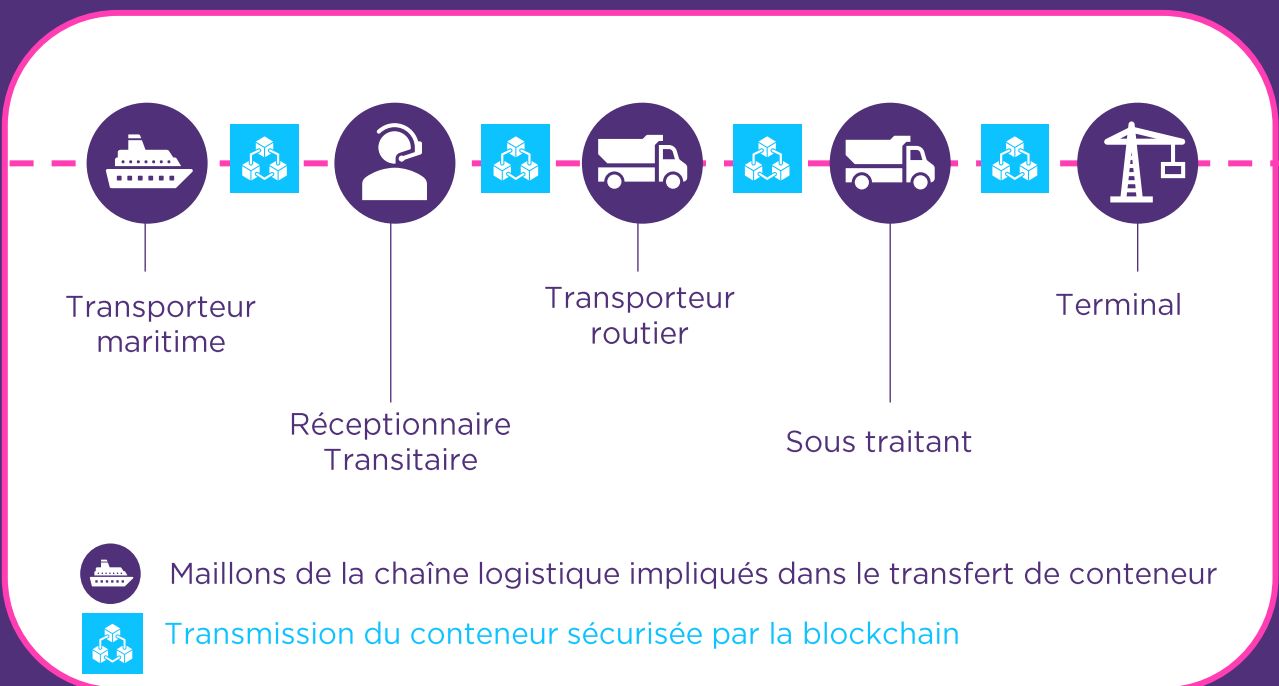 Transporteur
maritime
Réceptionnaire
Transitaire
Transporteur
routier
Sous traitant
Terminal
Maillons de la chaîne logistique impliqués dans le transfert de conteneur
Transmission du conteneur sécurisée par la blockchain